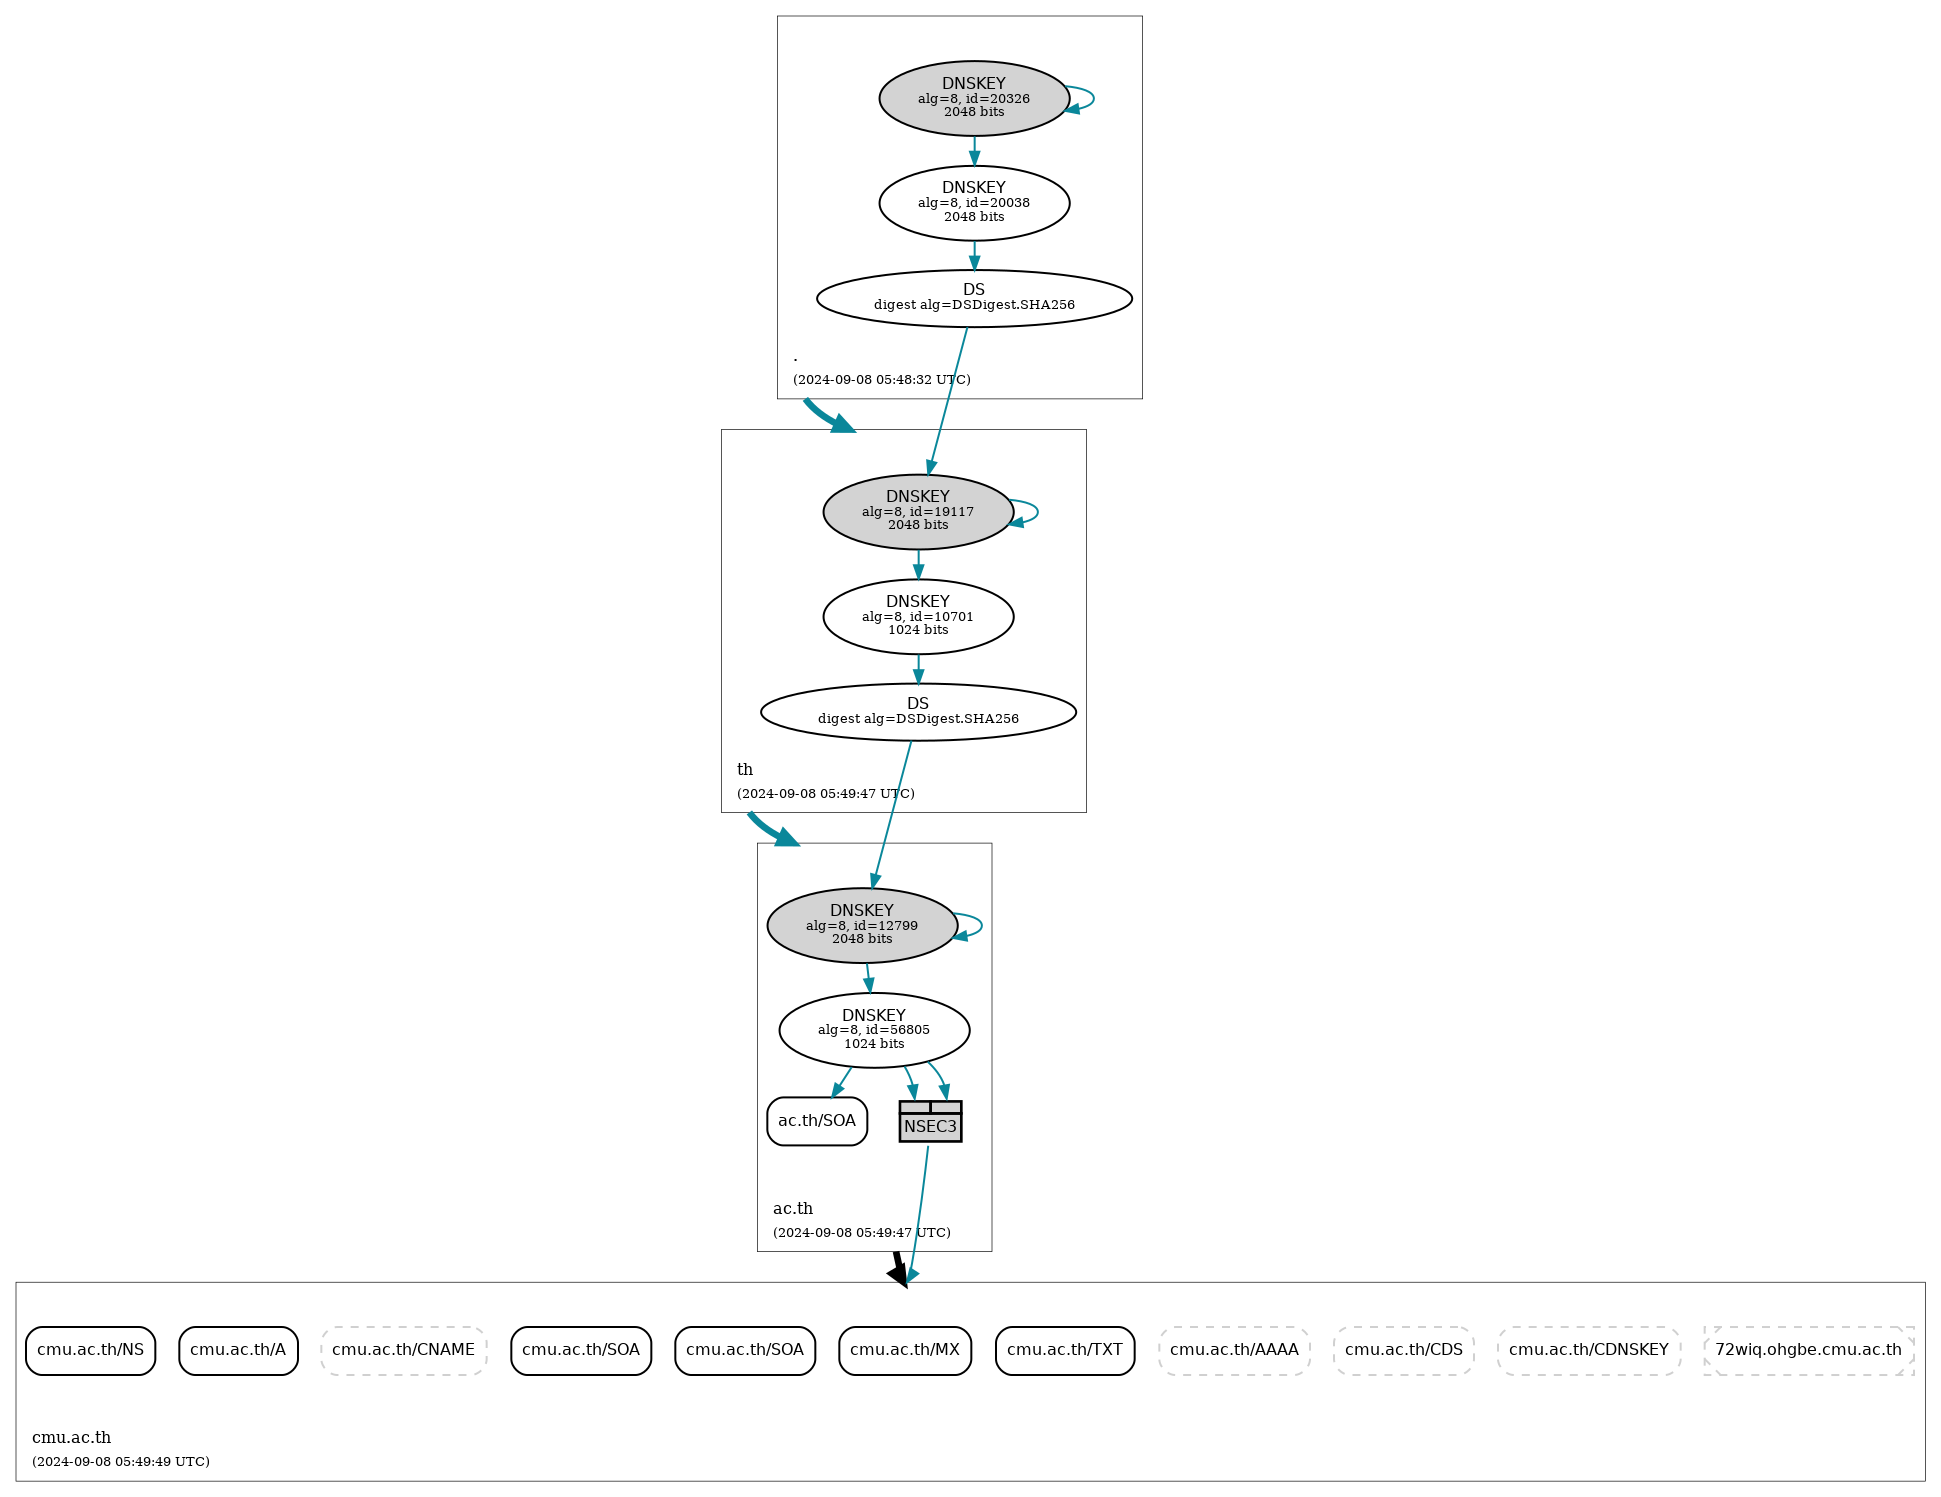 DNSKEY
alg=8, id=20326
2048 bits
DNSKEY
alg=8, id=20038
2048 bits
DS
digest alg=DSDigest.SHA256
.
(2024-09-08 05:48:32 UTC)
DNSKEY
alg=8, id=19117
2048 bits
DNSKEY
alg=8, id=10701
1024 bits
DS
digest alg=DSDigest.SHA256
th
(2024-09-08 05:49:47 UTC)
DNSKEY
alg=8, id=12799
2048 bits
DNSKEY
alg=8, id=56805
1024 bits
ac.th/SOA
NSEC3
ac.th
(2024-09-08 05:49:47 UTC)
cmu.ac.th/NS
cmu.ac.th/A
cmu.ac.th/CNAME
cmu.ac.th/SOA
cmu.ac.th/SOA
cmu.ac.th/MX
cmu.ac.th/TXT
cmu.ac.th/AAAA
cmu.ac.th/CDS
cmu.ac.th/CDNSKEY
72wiq.ohgbe.cmu.ac.th
cmu.ac.th
(2024-09-08 05:49:49 UTC)